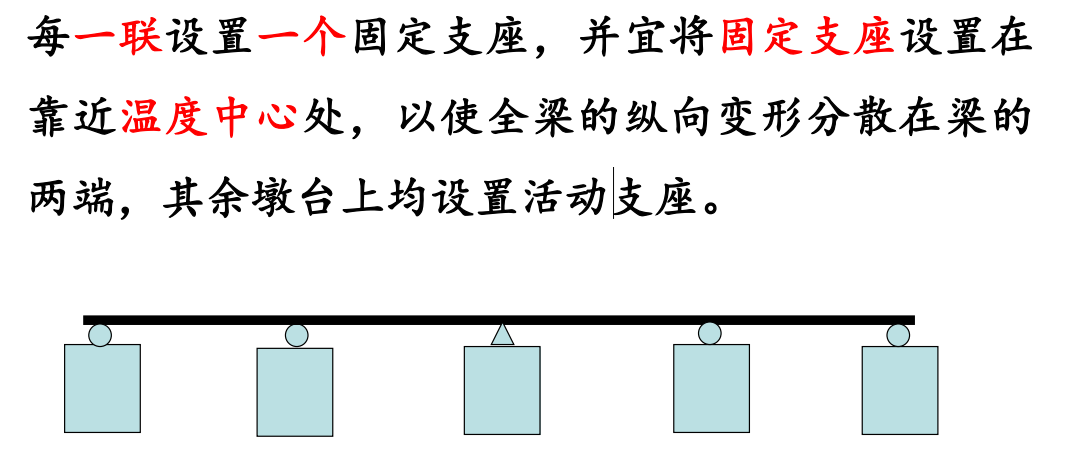 每一联设置一个固定支座，并宜将固定支座设置在
靠近温度中心处，以使全梁的纵向变形分散在梁的
两端，其余墩台上均设置活动支座。